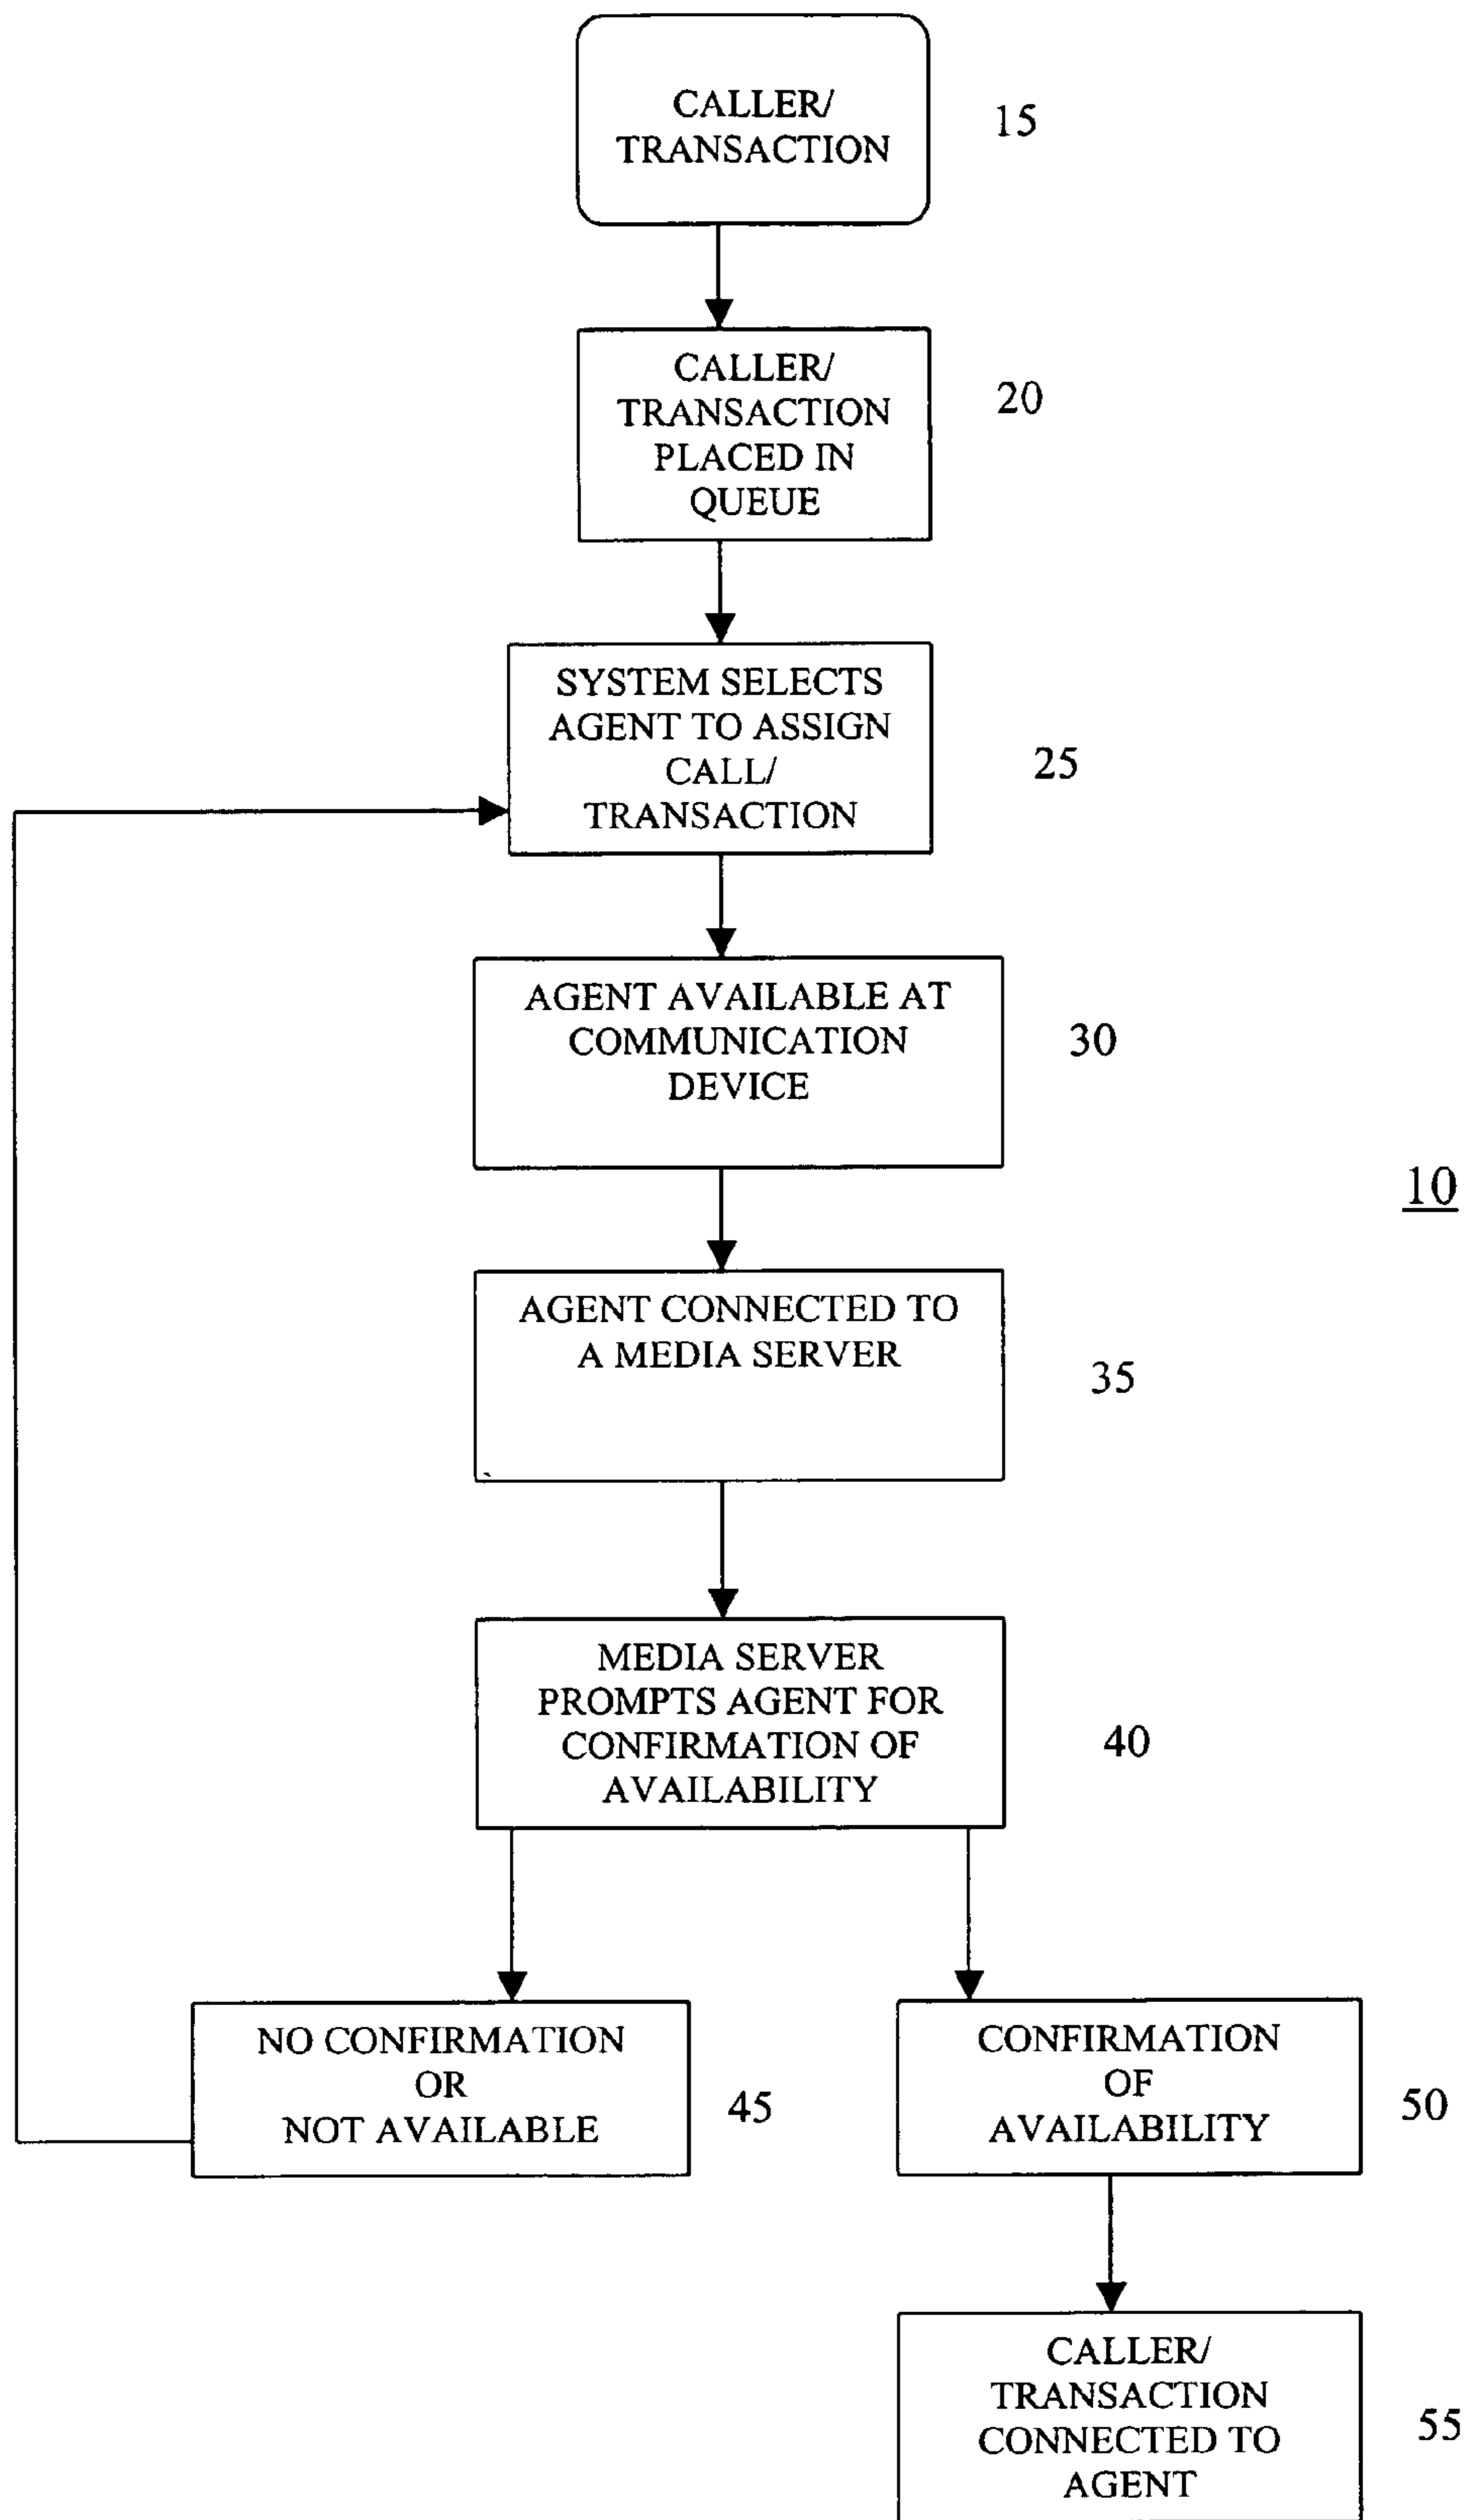 CALLER/
TRANSACTION
15
CALLER/
TRANSACTION
PLACED IN
QUEUE
20
SYSTEM SELECTS
AGENT TO ASSIGN
CALL/
TRANSACTION
25
AGENT AVAILABLE AT
COMMUNICATION
DEVICE
30
10
AGENT CONNECTED TO
A MEDIA SERVER
35
MEDIA SERVER
PROMPTS AGENT FOR
CONFIRMATION OF
AVAILABILITY
40
NO CONFIRMATION
OR
NOT AVAILABLE
45
CONFIRMATION
OF
AVAILABILITY
50
CALLER/
TRANSACTION
CONNECTED TO
AGENT
55